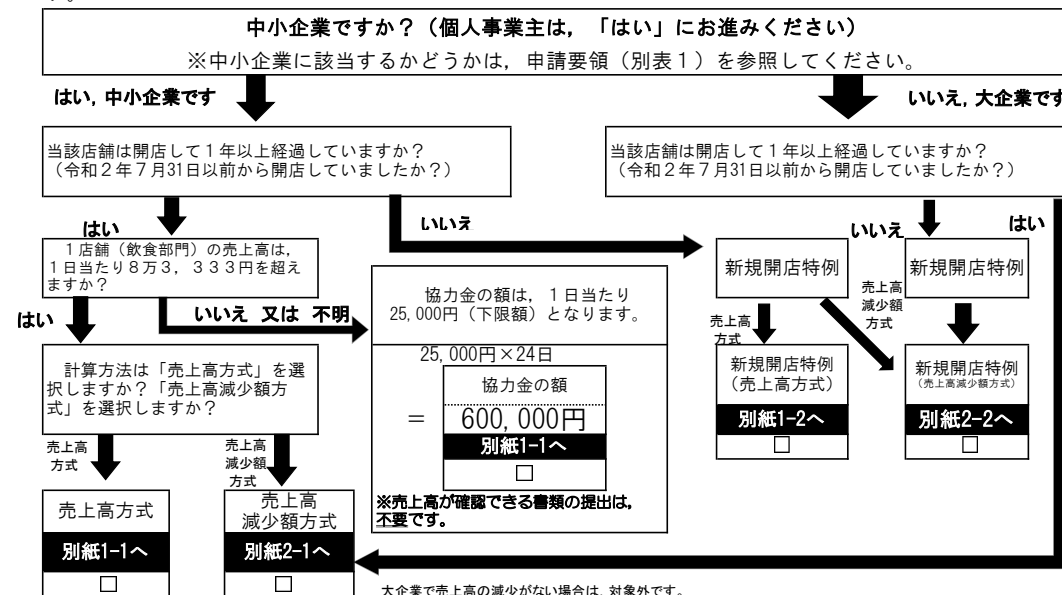 す。
中小企業ですか？（個人事業主は，「はい」にお進みください）
※中小企業に該当するかどうかは，申請要領（別表１）を参照してください。
はい，中小企業です
いいえ，大企業です
当該店舗は開店して１年以上経過していますか？
（令和２年７月31日以前から開店していましたか？）
当該店舗は開店して１年以上経過していますか？
（令和２年７月31日以前から開店していましたか？）
はい
いいえ
いいえ
はい
１店舗（飲食部門）の売上高は，
１日当たり８万３，３３３円を超え
ますか？
はい
いいえ 又は 不明
協力金の額は，１日当たり
25,000円（下限額）となります。
25,000円×24日
協力金の額
＝
600,000円
別紙1-1へ
□
※売上高が確認できる書類の提出は，
不要です。
新規開店特例
新規開店特例
売上高
方式
売上高
減少額
方式
新規開店特例
（売上高方式）
別紙1-2へ
□
新規開店特例
（売上高減少額方式）
別紙2-2へ
□
計算方法は「売上高方式」を選
択しますか？「売上高減少額方
式」を選択しますか？
売上高
方式
売上高
減少額
方式
売上高方式
別紙1-1へ
□
売上高
減少額方式
別紙2-1へ
□
大企業で売上高の減少がない場合は，対象外です。